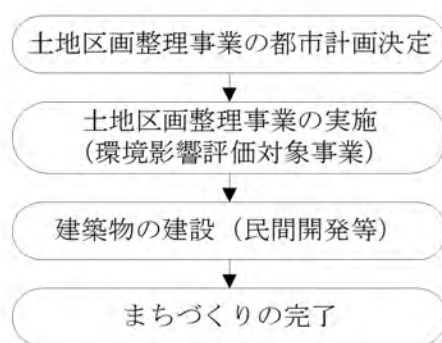 土地区画整理事業の都市計画決定
土地区画整理事業の実施
(環境影響評価対象事業)
建築物の建設（民間開発等）
まちづくりの完了